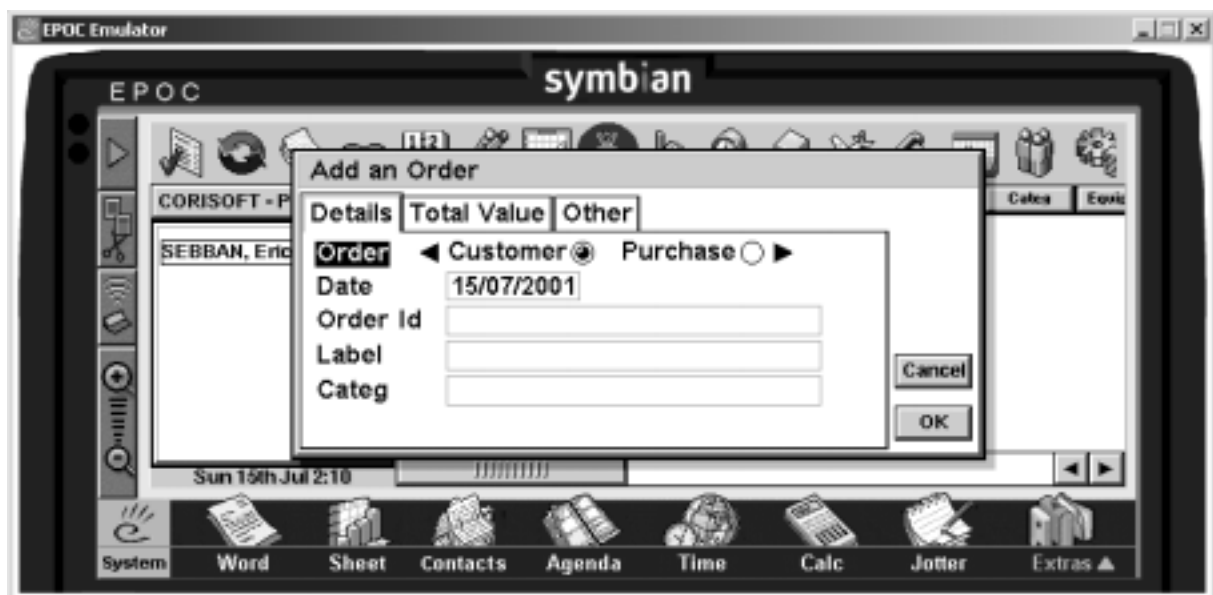 EPOC Emulator
symbian
EPOC
Add an Order
CORISOFT - P
Categ
Details Total Value Other
SEBBAN, Eric
Order Customer Purchase
Date 15/07/2001
Order Id
Label
Categ
Cancel
OK
Sun 15th Jul 2:10
System Word Sheet Contacts Agenda Time Calc Jotter Extras